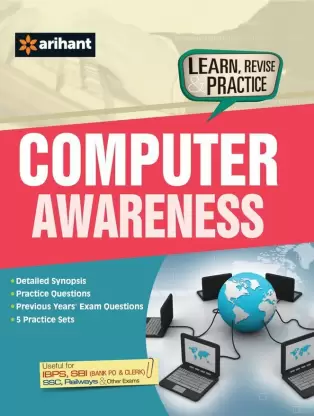 arihant
LEARN, REVISE
& PRACTICE
COMPUTER
AWARENESS
• Detailed Synopsis
• Practice Questions
• Previous Years' Exam Questions
• 5 Practice Sets
Useful for
IBPS, SBI (BANK PO & CLERK)
SSC, Railways & Other Exams